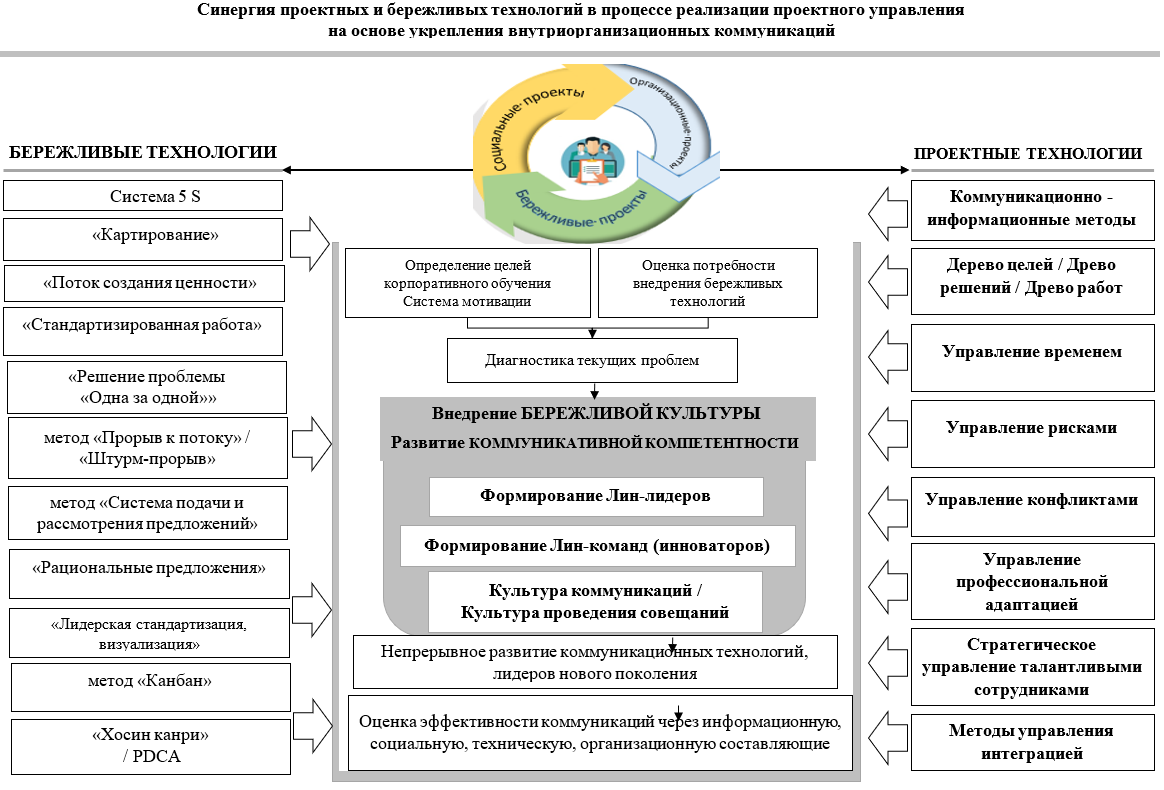 Синергия проектных и бережливых технологий в процессе реализации проектного управления
на основе укрепления внутриорганизационных коммуникаций
Социальные- проекты
Организационные- проекты
Бережливые- проекты
БЕРЕЖЛИВЫЕ ТЕХНОЛОГИИ
Система 5 S
«Картирование»
«Поток создания ценности»
«Стандартизированная работа»
«Решение проблемы
«Одна за одной»»
метод «Прорыв к потоку» /
«Штурм-прорыв»
метод «Система подачи и
рассмотрения предложений»
«Рациональные предложения»
«Лидерская стандартизация,
визуализация»
метод «Канбан»
«Хосин канри»
/ PDCA
Определение целей
корпоративного обучения
Система мотивации
Оценка потребности
внедрения бережливых
технологий
Диагностика текущих проблем
Внедрение БЕРЕЖЛИВОЙ КУЛЬТУРЫ
Развитие КОММУНИКАТИВНОЙ КОМПЕТЕНТНОСТИ
Формирование Лин-лидеров
Формирование Лин-команд (инноваторов)
Культура коммуникаций /
Культура проведения совещаний
Непрерывное развитие коммуникационных технологий,
лидеров нового поколения
Оценка эффективности коммуникаций через информационную,
социальную, техническую, организационную составляющие
ПРОЕКТНЫЕ ТЕХНОЛОГИИ
Коммуникационно -
информационные методы
Дерево целей / Древо
решений / Древо работ
Управление временем
Управление рисками
Управление конфликтами
Управление
профессиональной
адаптацией
Стратегическое
управление талантливыми
сотрудниками
Методы управления
интеграцией